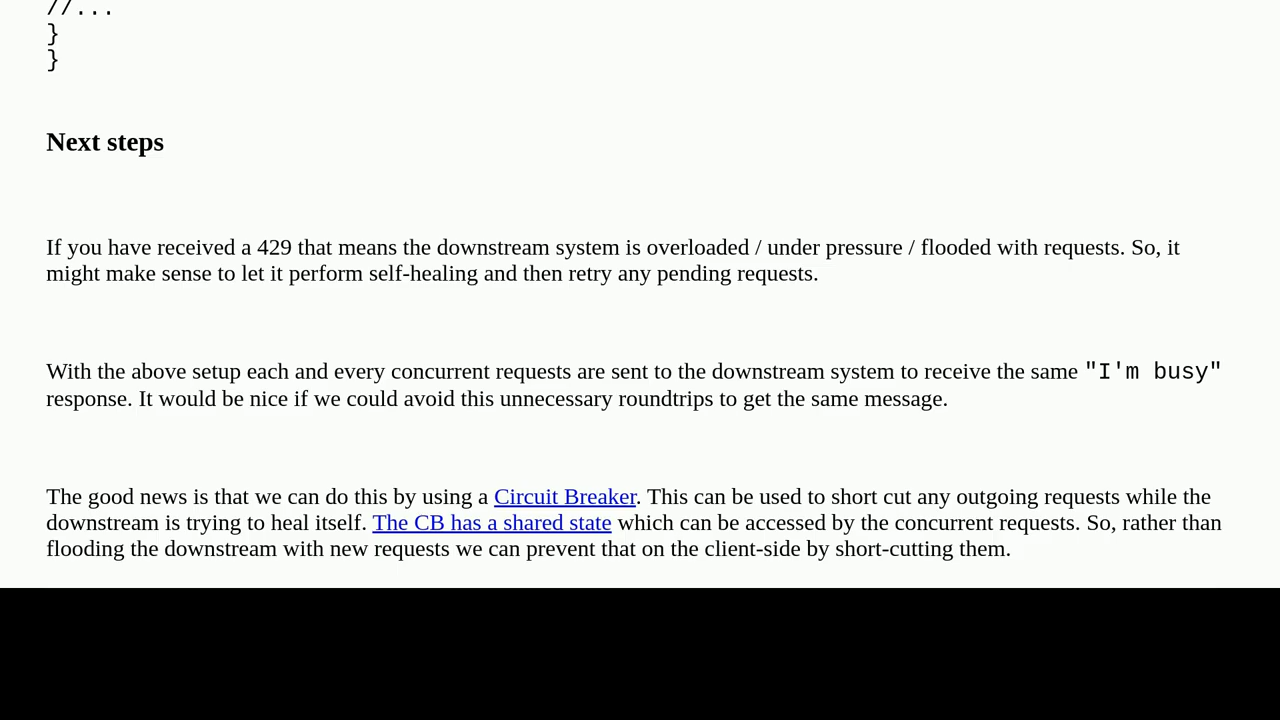 //...
}
}
Next steps
If you have received a 429 that means the downstream system is overloaded / under pressure / flooded with requests. So, it
might make sense to let it perform self-healing and then retry any pending requests.
With the above setup each and every concurrent requests are sent to the downstream system to receive the same "I'm busy"
response. It would be nice if we could avoid this unnecessary roundtrips to get the same message.
The good news is that we can do this by using a Circuit Breaker. This can be used to short cut any outgoing requests while the
downstream is trying to heal itself. The CB has a shared state which can be accessed by the concurrent requests. So, rather than
flooding the downstream with new requests we can prevent that on the client-side by short-cutting them.